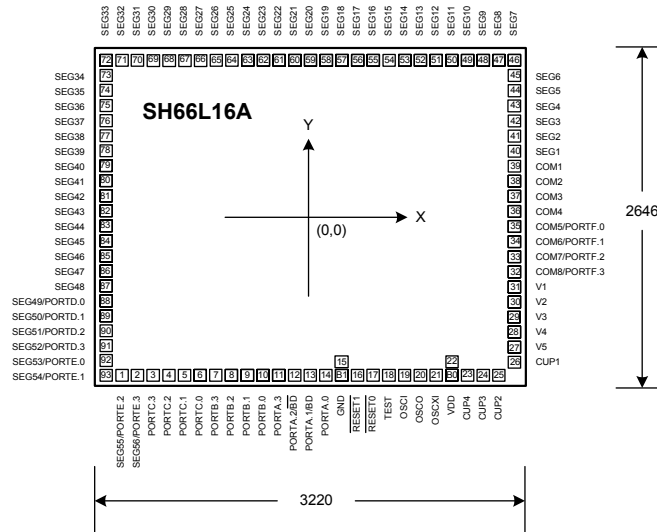 SEG33
SEG32
SEG31
SEG30
SEG29
SEG28
SEG27
SEG26
SEG25
SEG24
SEG23
SEG22
SEG21
SEG20
SEG19
SEG18
SEG17
SEG16
SEG15
SEG14
SEG13
SEG12
SEG11
SEG10
SEG9
SEG8
SEG7
72 71 70 69 68 67 66 65 64 63 62 61 60 59 58 57 56 55 54 53 52 51 50 49 48 47 46
SEG34 73 45 SEG6
SEG35 74 44 SEG5
SEG36 75 43 SEG4
SEG37 76 42 SEG3
SEG38 77 41 SEG2
SEG39 78 40 SEG1
SEG40 79 39 COM1
SEG41 80 38 COM2
SEG42 81 37 COM3
SEG43 82 36 COM4
SEG44 83 35 COM5/PORTF.0
SEG45 84 34 COM6/PORTF.1
SEG46 85 33 COM7/PORTF.2
SEG47 86 32 COM8/PORTF.3
SEG48 87 31 V1
SEG49/PORTD.0 88 30 V2
SEG50/PORTD.1 89 29 V3
SEG51/PORTD.2 90 28 V4
SEG52/PORTD.3 91 27 V5
SEG53/PORTE.0 92 15 22 26 CUP1
SEG54/PORTE.1 93 1 2 3 4 5 6 7 8 9 10 11 12 13 14 B1 16 17 18 19 20 21 B0 23 24 25
SH66L16A
Y
X
(0,0)
2646
SEG55/PORTE.2
SEG56/PORTE.3
PORTC.3
PORTC.2
PORTC.1
PORTC.0
PORTB.3
PORTB.2
PORTB.1
PORTB.0
PORTA.3
PORTA.2/BD
PORTA.1/BD
PORTA.0
GND
RESET1
RESET0
TEST
OSCI
OSCO
OSCXI
VDD
CUP4
CUP3
CUP2
3220